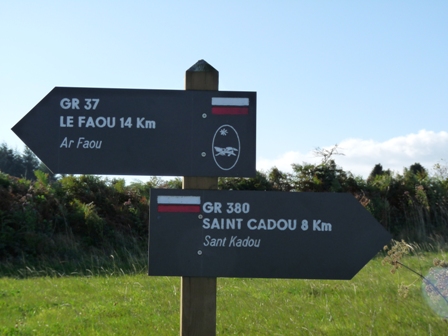 GR 37
LE FAOU 14 Km
Ar Faou
GR 380
SAINT CADOU 8 Km
Sant Kadou